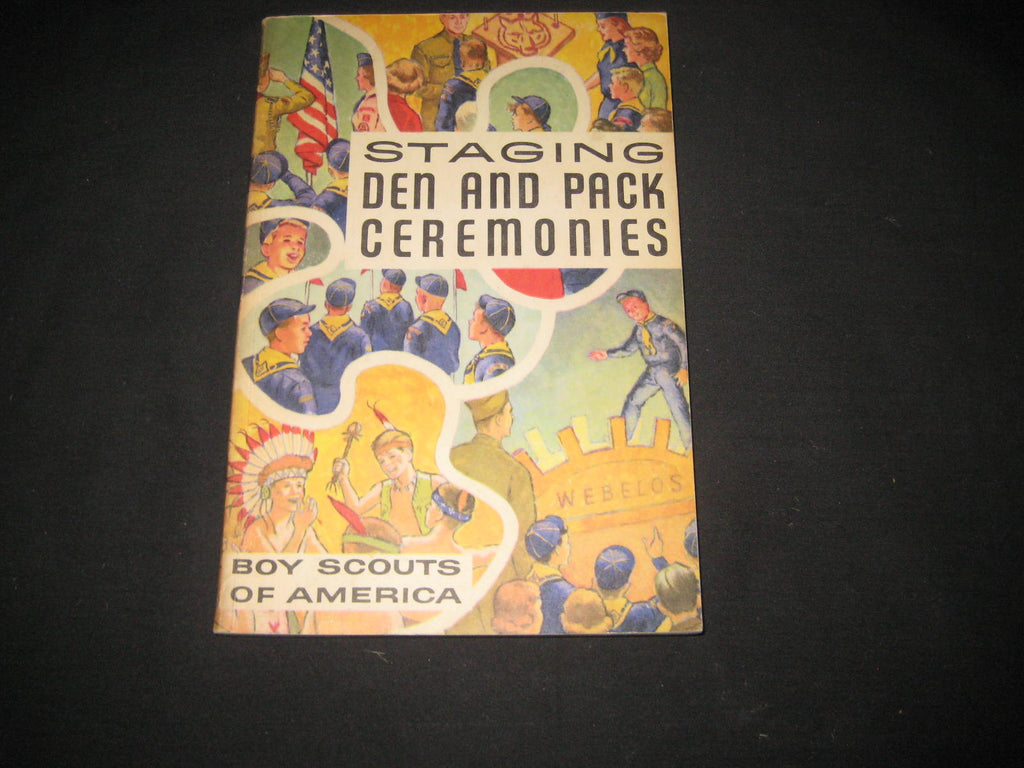 STAGING
DEN AND PACK
CEREMONIES
WEBELOS
BOY SCOUTS
OF AMERICA